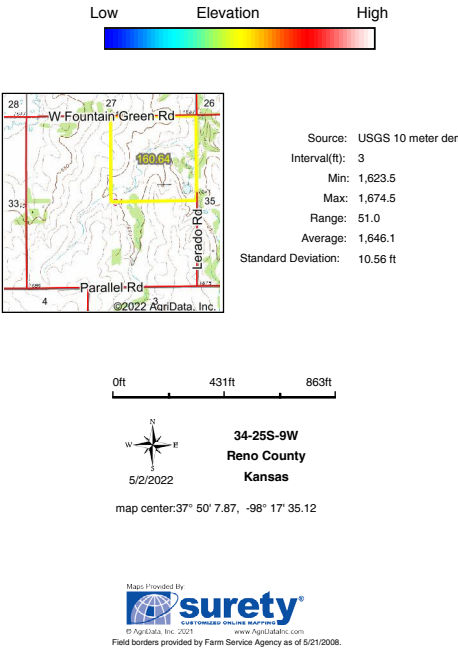 Low Elevation High
28 27 26
W Fountain Green Rd
160.64
33 35
Lerado Rd
Parallel Rd
4 3
©2022 AgriData, Inc.
Source: USGS 10 meter dem
Interval(ft): 3
Min: 1,623.5
Max: 1,674.5
Range: 51.0
Average: 1,646.1
Standard Deviation: 10.56 ft
0ft 431ft 863ft
N
W E
S
5/2/2022
34-25S-9W
Reno County
Kansas
map center:37° 50' 7.87, -98° 17' 35.12
Maps Provided By:
surety®
CUSTOMIZED ONLINE MAPPING
© AgriData, Inc. 2021 www.AgriDataInc.com
Field borders provided by Farm Service Agency as of 5/21/2008.